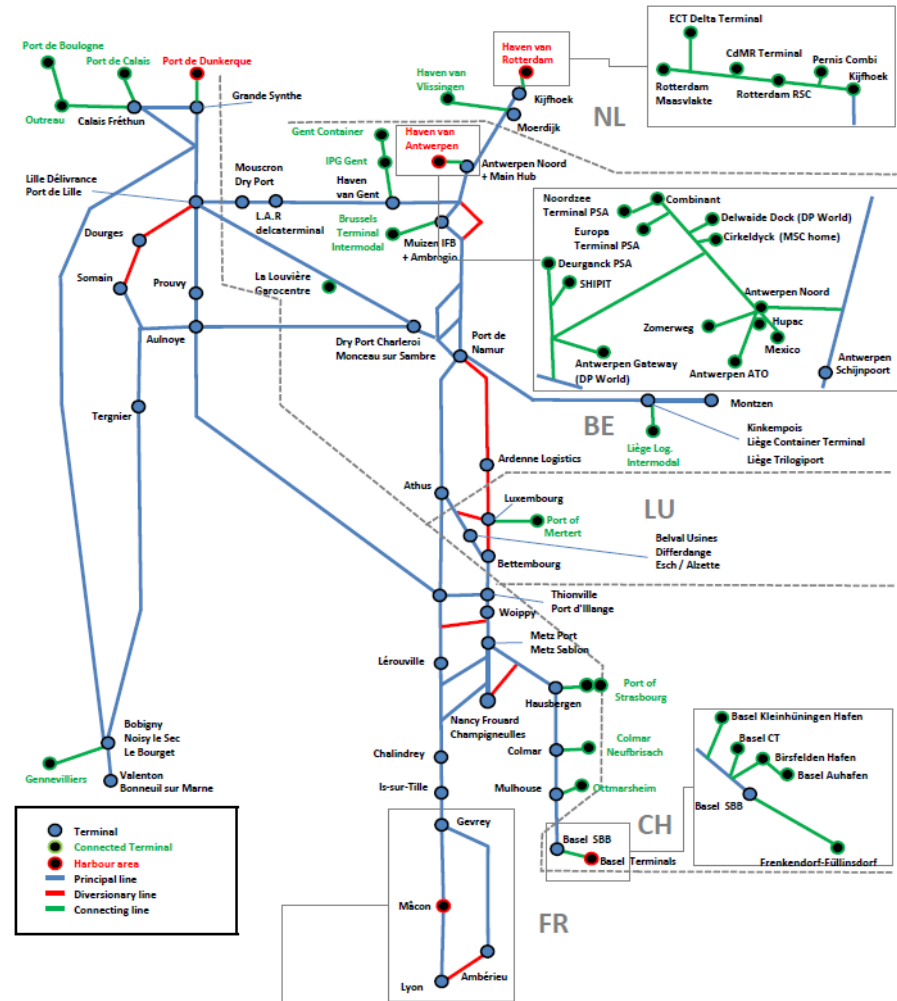 ECT Delta Terminal
CdMR Terminal
Pernis Combi
Kijfhoek
Rotterdam
Maasvlakte
Rotterdam RSC
Port de Boulogne
Port de Calais
Port de Dunkerque
Haven van
Rotterdam
Haven van
Vlissingen
Kijfhoek
Moerdijk
NL
Outreau
Calais Fréthun
Grande Synthe
Gent Container
IPG Gent
Haven van
Antwerpen
Antwerpen Noord
+ Main Hub
Lille Délivrance
Port de Lille
Mouscron
Dry Port
L.A.R
delcaterminal
Haven
van Gent
Brussels
Terminal
Intermodal
Muizen IFB
+ Ambrogio
Noordzee
Terminal PSA
Combinant
Europa
Terminal PSA
Delwaide Dock (DP World)
Cirkeldyck (MSC home)
Deurganck PSA
SHIPIT
Antwerpen Noord
Zomerweg
Hupac
Mexico
Antwerpen ATO
Antwerpen Gateway
(DP World)
Antwerpen
Schijnpoort
Dourges
Somain
Prouvy
Aulnoye
La Louvière
Garocentre
Dry Port Charleroi
Monceau sur Sambre
Port de
Namur
Tergnier
BE
Montzen
Kinkempois
Liège Container Terminal
Liège Trilogiport
Liège Log.
Intermodal
Ardenne Logistics
Athus
Luxembourg
LU
Port of
Mertert
Belval Usines
Differdange
Esch / Alzette
Bettembourg
Thionville
Port d'Illange
Woippy
Metz Port
Metz Sablon
Lérouville
Hausbergen
Port of
Strasbourg
Nancy Frouard
Champigneulles
Colmar
Colmar
Neufbrisach
Chalindrey
Is-sur-Tille
Mulhouse
Ottmarsheim
Gevrey
Basel SBB
Basel Terminals
CH
Basel Kleinhüningen Hafen
Basel CT
Birsfelden Hafen
Basel Auhafen
Basel SBB
Frenkendorf-Füllinsdorf
Bobigny
Noisy le Sec
Le Bourget
Gennevilliers
Valenton
Bonneuil sur Marne
Terminal
Connected Terminal
Harbour area
Principal line
Diversionary line
Connecting line
Mâcon
Lyon
Ambérieu
FR